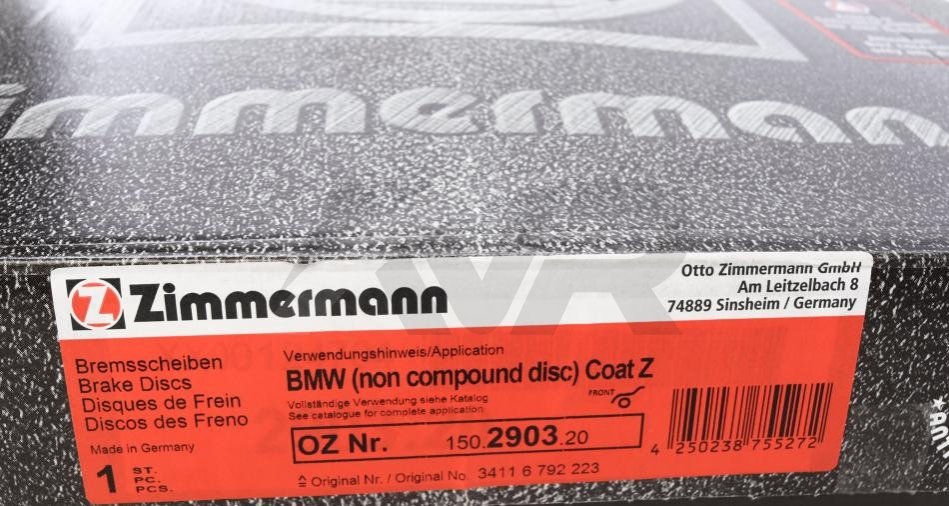 immermann
Zimmermann
Otto Zimmermann GmbH
Am Leitzelbach 8
74889 Sinsheim / Germany
Bremsscheiben
Brake Discs
Disques de Frein
Discos des Freno
Made in Germany
1 ST.
PC.
PCS.
Verwendungshinweis/Application
BMW (non compound disc) Coat Z
Vollständige Verwendung siehe Katalog
See catalogue for complete application
FRONT
OZ Nr. 150.2903.20
≙ Original Nr. / Original No. 3411 6 792 223
4 250238 755272